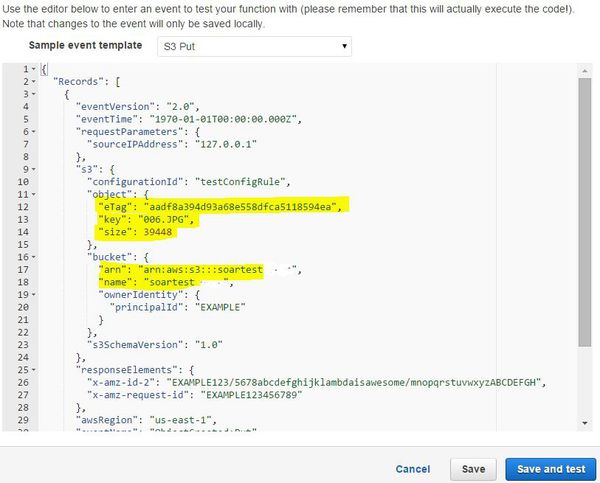 Use the editor below to enter an event to test your function with (please remember that this will actually execute the code!).
Note that changes to the event will only be saved locally.
Sample event template S3 Put
1 {
2 "Records": [
3 {
4 "eventVersion": "2.0",
5 "eventTime": "1970-01-01T00:00:00.000Z",
6 "requestParameters": {
7 "sourceIPAddress": "127.0.0.1"
8 },
9 "s3": {
10 "configurationId": "testConfigRule",
11 "object": {
12 "eTag": "aadf8a394d93a68e558dfca5118594ea",
13 "key": "006.JPG",
14 "size": 39448
15 },
16 "bucket": {
17 "arn": "arn:aws:s3:::soartest ",
18 "name": "soartest ",
19 "ownerIdentity": {
20 "principalId": "EXAMPLE"
21 }
22 },
23 "s3SchemaVersion": "1.0"
24 },
25 "responseElements": {
26 "x-amz-id-2": "EXAMPLE123/5678abcdefghijklambdaisawesome/mnopqrstuvwxyzABCDEFGH",
27 "x-amz-request-id": "EXAMPLE123456789"
28 },
29 "awsRegion": "us-east-1",
30 "eventName": "ObjectCreated:Put"
Cancel Save Save and test